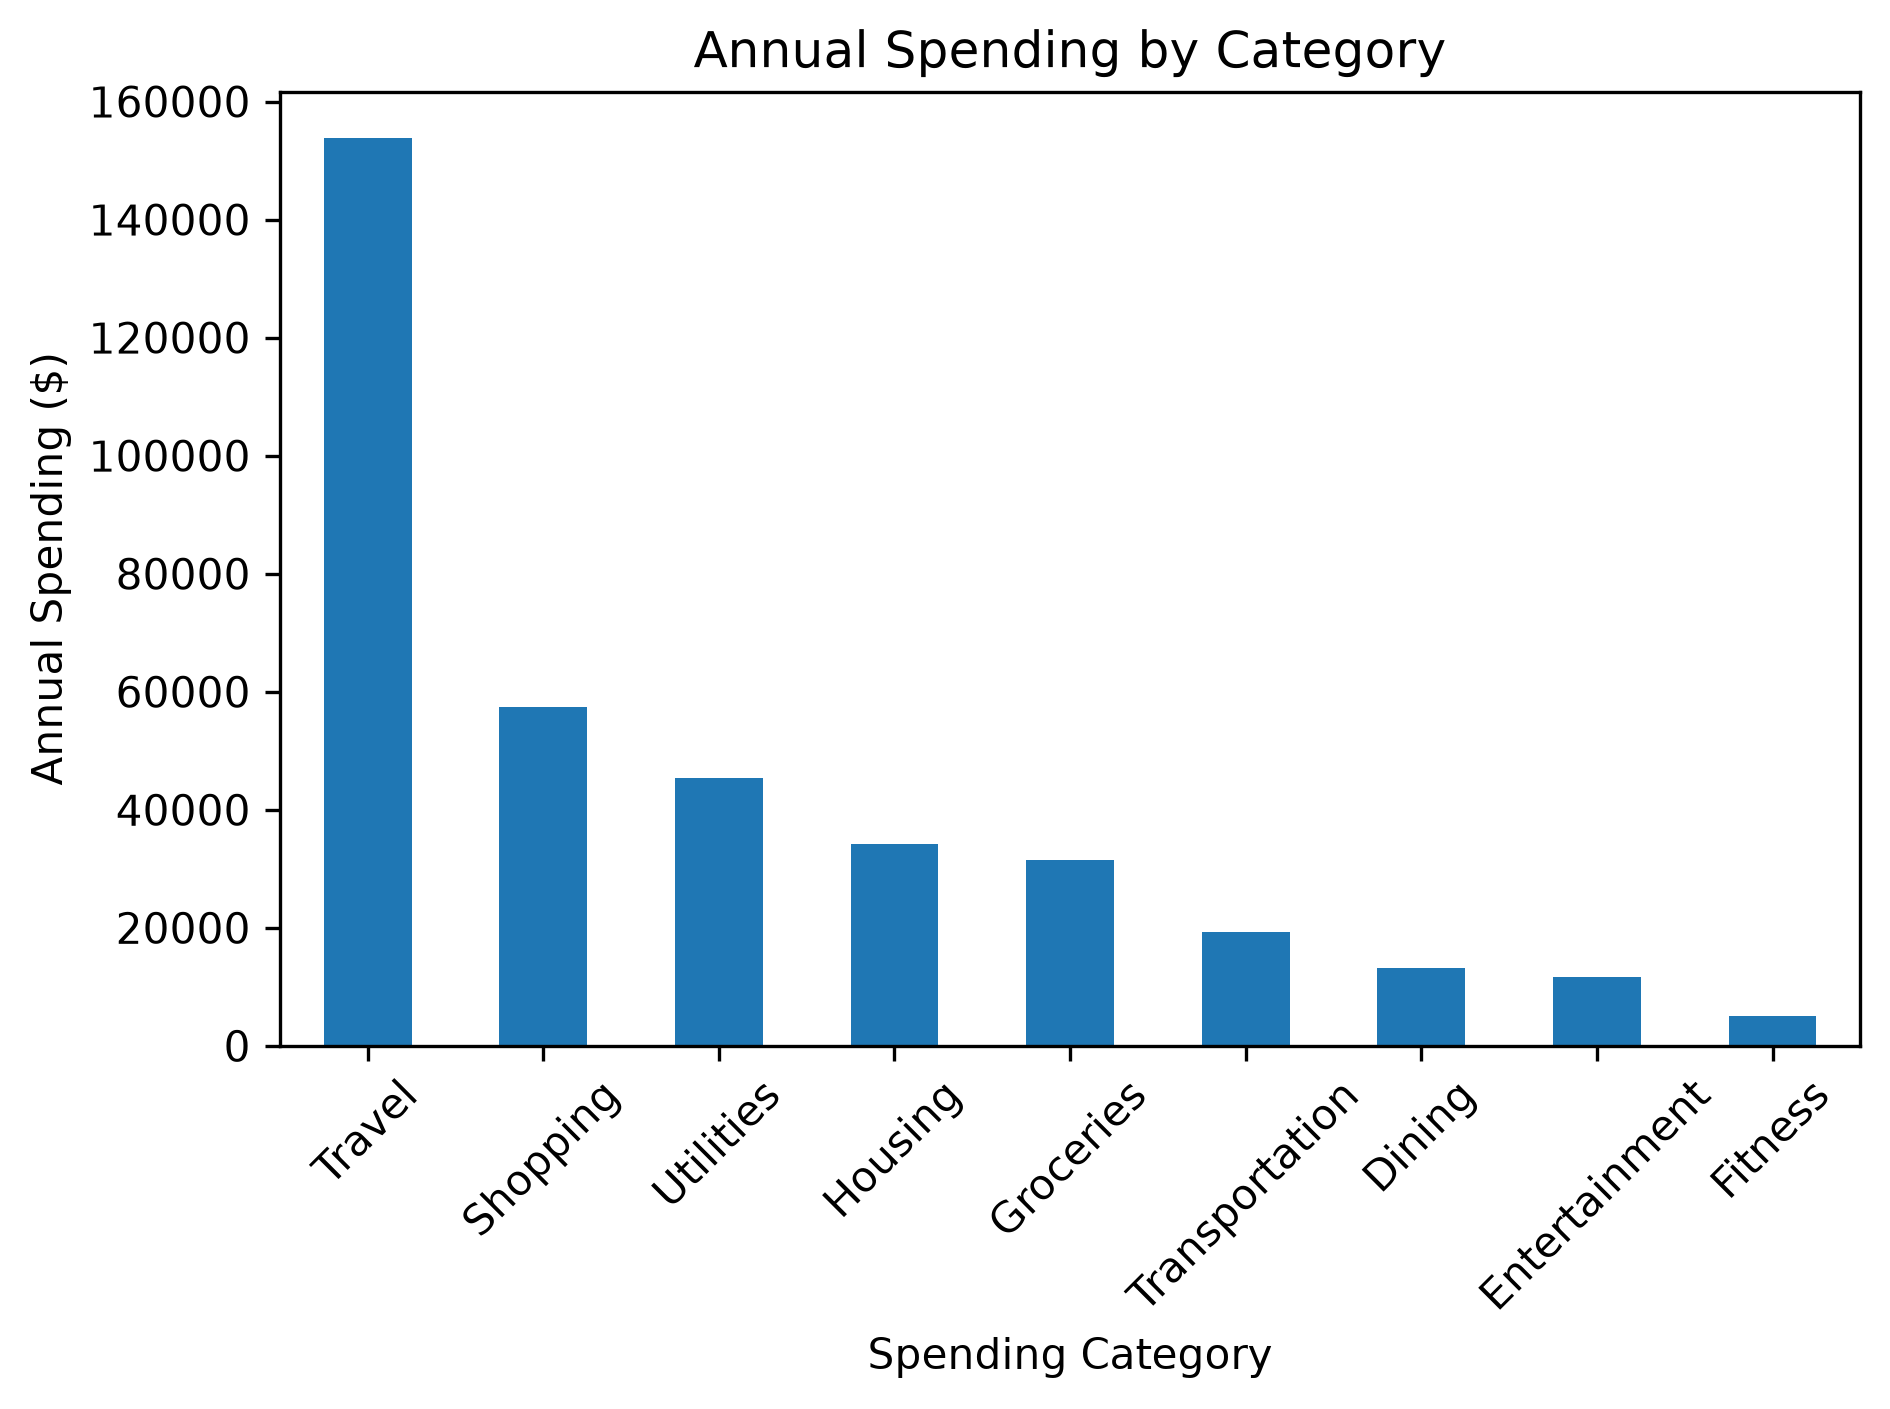 Annual Spending by Category
160000
140000
120000
100000
80000
60000
40000
20000
0
Annual Spending ($)
Travel
Shopping
Utilities
Housing
Groceries
Transportation
Dining
Entertainment
Fitness
Spending Category